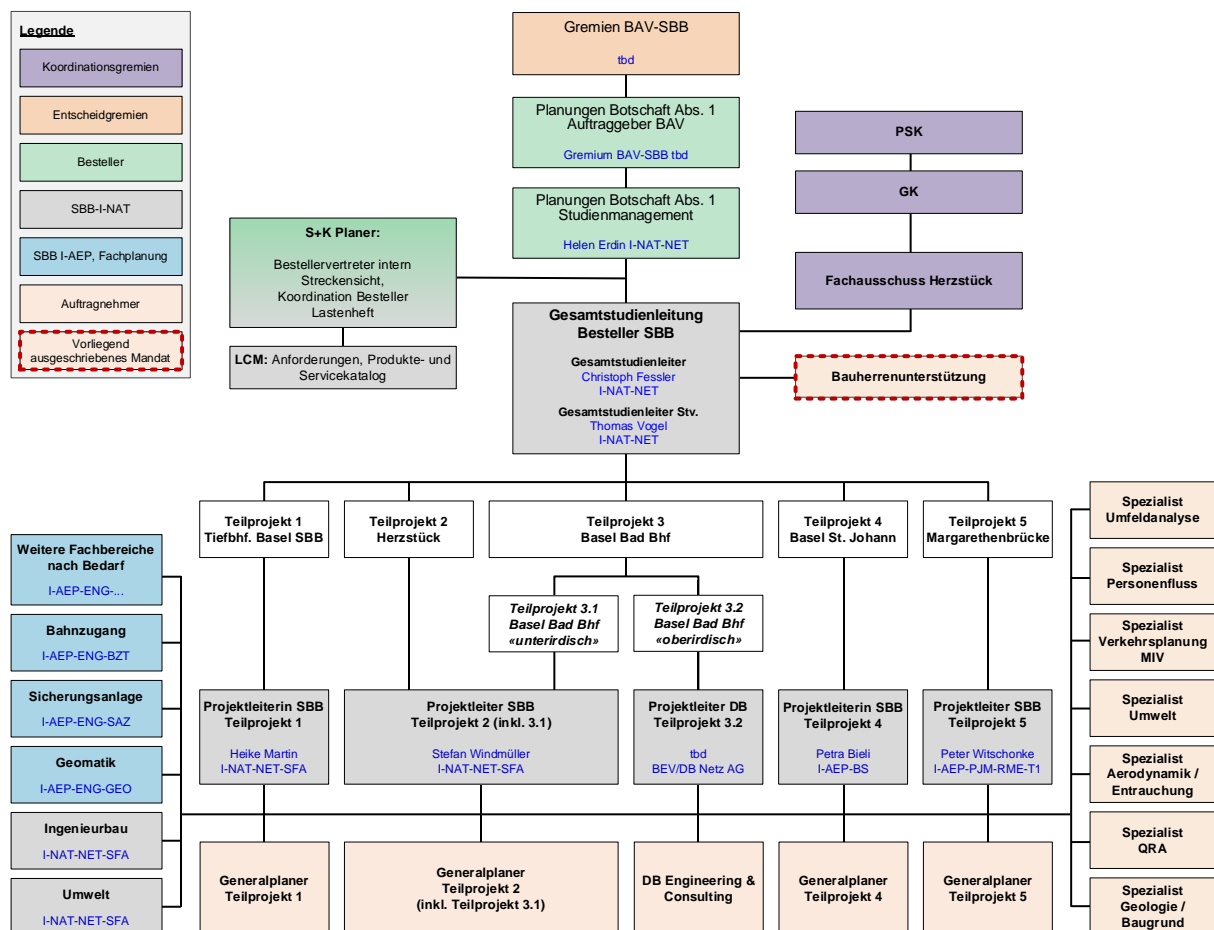 Legende
Koordinationsgremien
Entscheidgremien
Besteller
SBB-I-NAT
SBB I-AEP, Fachplanung
Auftragnehmer
Vorliegend
ausgeschriebenes Mandat
Gremien BAV-SBB
tbd
Planungen Botschaft Abs. 1
Auftraggeber BAV
Gremium BAV-SBB tbd
Planungen Botschaft Abs. 1
Studienmanagement
Helen Erdin I-NAT-NET
PSK
GK
Fachausschuss Herzstück
S+K Planer:
Bestellervertreter intern
Streckensicht,
Koordination Besteller
Lastenheft
LCM: Anforderungen, Produkte- und
Servicekatalog
Gesamtstudienleitung
Besteller SBB
Gesamtstudienleiter
Christoph Fessler
I-NAT-NET
Gesamtstudienleiter Stv.
Thomas Vogel
I-NAT-NET
Bauherrenunterstützung
Teilprojekt 1
Tiefbhf. Basel SBB
Teilprojekt 2
Herzstück
Teilprojekt 3
Basel Bad Bhf
Teilprojekt 4
Basel St. Johann
Teilprojekt 5
Margarethenbrücke
Teilprojekt 3.1
Basel Bad Bhf
«unterirdisch»
Teilprojekt 3.2
Basel Bad Bhf
«oberirdisch»
Projektleiterin SBB
Teilprojekt 1
Heike Martin
I-NAT-NET-SFA
Projektleiter SBB
Teilprojekt 2 (inkl. 3.1)
Stefan Windmüller
I-NAT-NET-SFA
Projektleiter DB
Teilprojekt 3.2
tbd
BEV/DB Netz AG
Projektleiterin SBB
Teilprojekt 4
Petra Bieli
I-AEP-BS
Projektleiter SBB
Teilprojekt 5
Peter Witschonke
I-AEP-PJM-RME-T1
Generalplaner
Teilprojekt 1
Generalplaner
Teilprojekt 2
(inkl. Teilprojekt 3.1)
DB Engineering &
Consulting
Generalplaner
Teilprojekt 4
Generalplaner
Teilprojekt 5
Weitere Fachbereiche
nach Bedarf
I-AEP-ENG-...
Bahnzugang
I-AEP-ENG-BZT
Sicherungsanlage
I-AEP-ENG-SAZ
Geomatik
I-AEP-ENG-GEO
Ingenieurbau
I-NAT-NET-SFA
Umwelt
I-NAT-NET-SFA
Spezialist
Umfeldanalyse
Spezialist
Personenfluss
Spezialist
Verkehrsplanung
MIV
Spezialist
Umwelt
Spezialist
Aerodynamik /
Entrauchung
Spezialist
QRA
Spezialist
Geologie /
Baugrund